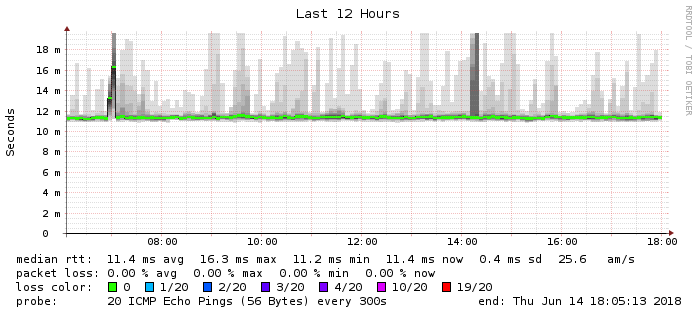 Last 12 Hours
RRDTOOL / TOBI OETIKER
Seconds
18 m
16 m
14 m
12 m
10 m
8 m
6 m
4 m
2 m
0
08:00 10:00 12:00 14:00 16:00 18:00
median rtt: 11.4 ms avg 16.3 ms max 11.2 ms min 11.4 ms now 0.4 ms sd 25.6 am/s
packet loss: 0.00 % avg 0.00 % max 0.00 % min 0.00 % now
loss color: 0 1/20 2/20 3/20 4/20 10/20 19/20
probe: 20 ICMP Echo Pings (56 Bytes) every 300s end: Thu Jun 14 18:05:13 2018